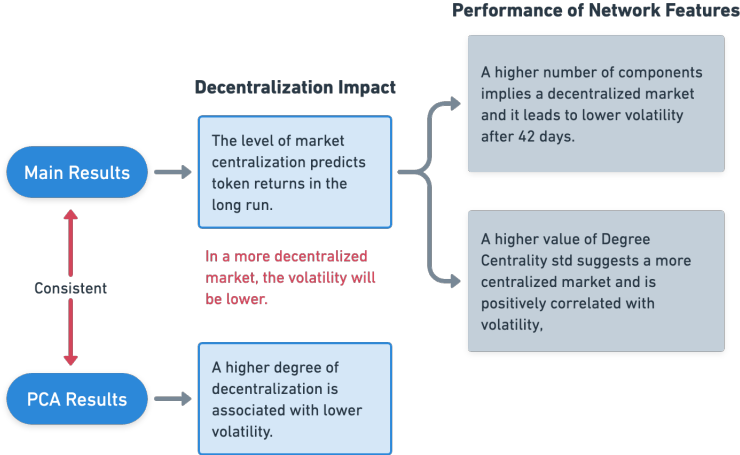 Performance of Network Features
Decentralization Impact
Main Results
The level of market
centralization predicts
token returns in the
long run.
A higher number of components
implies a decentralized market
and it leads to lower volatility
after 42 days.
A higher value of Degree
Centrality std suggests a more
centralized market and is
positively correlated with
volatility,
In a more decentralized
market, the volatility will
be lower.
Consistent
PCA Results
A higher degree of
decentralization is
associated with lower
volatility.